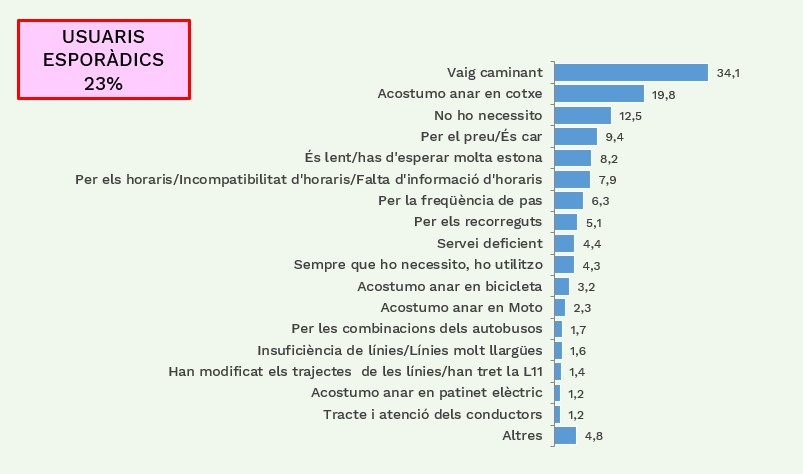 USUARIS
ESPORÀDICS
23%
Vaig caminant 34,1
Acostumo anar en cotxe 19,8
No ho necessito 12,5
Per el preu/És car 9,4
És lent/has d'esperar molta estona 8,2
Per els horaris/Incompatibilitat d'horaris/Falta d'informació d'horaris 7,9
Per la freqüència de pas 6,3
Per els recorreguts 5,1
Servei deficient 4,4
Sempre que ho necessito, ho utilitzo 4,3
Acostumo anar en bicicleta 3,2
Acostumo anar en Moto 2,3
Per les combinacions dels autobusos 1,7
Insuficiència de línies/Línies molt llargües 1,6
Han modificat els trajectes de les línies/han tret la L11 1,4
Acostumo anar en patinet elèctric 1,2
Tracte i atenció dels conductors 1,2
Altres 4,8